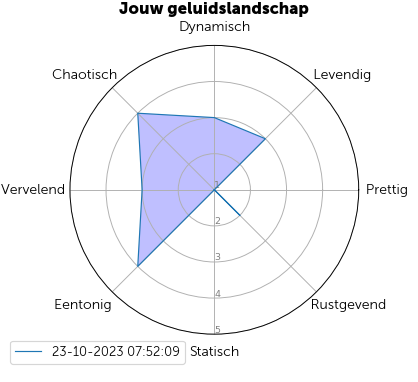 Jouw geluidslandschap
Dynamisch
Chaotisch
Levendig
Vervelend
Prettig
1
2
3
4
5
Eentonig
Rustgevend
23-10-2023 07:52:09
Statisch